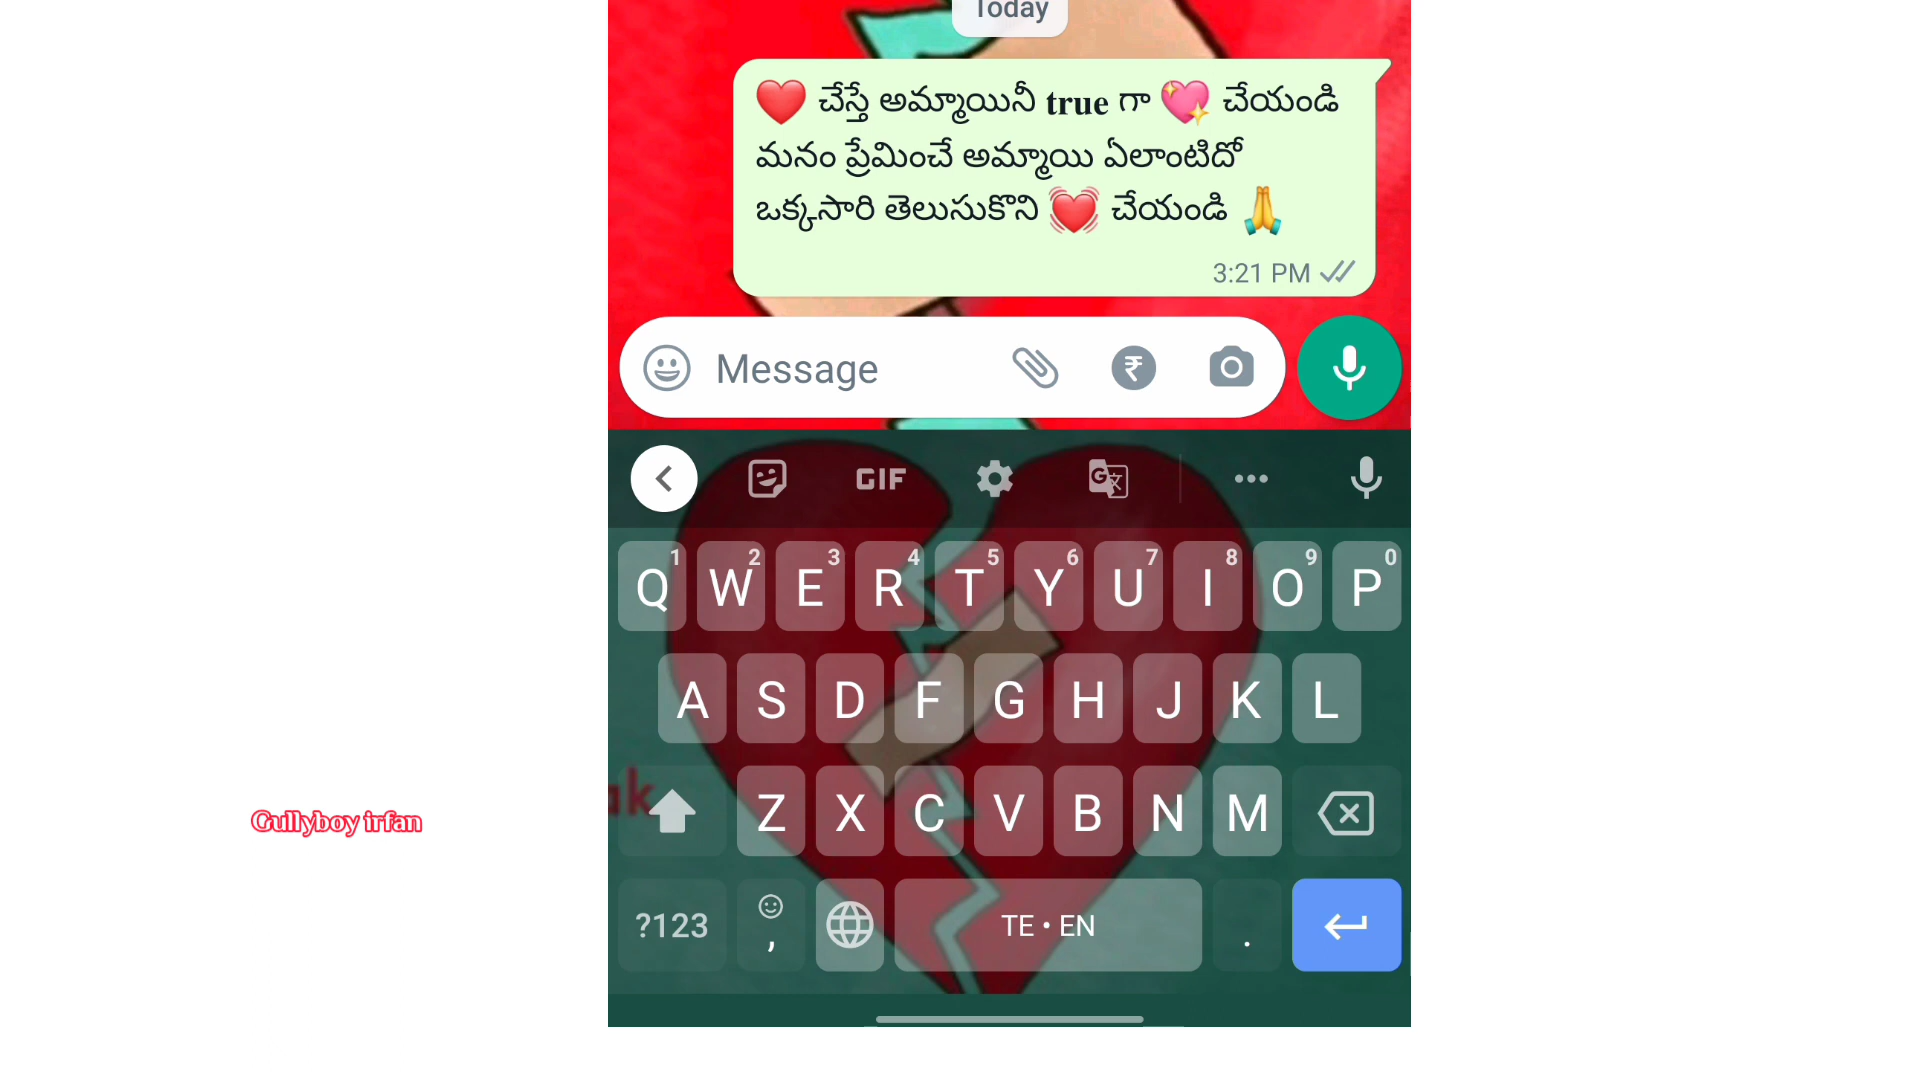 Today
❤️ చేస్తే అమ్మాయినీ true గా 💖 చేయండి
మనం ప్రేమించే అమ్మాయి ఏలాంటిదో
ఒక్కసారి తెలుసుకొని 💓 చేయండి 🙏
3:21 PM
Message
GIF
1 2 3 4 5 6 7 8 9 0
Q W E R T Y U I O P
A S D F G H J K L
ak
Z X C V B N M
Gullyboy irfan
?123 , TE • EN .